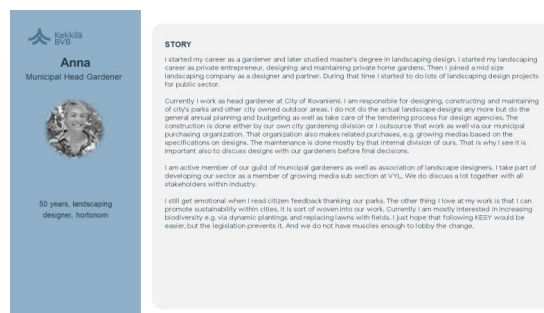 Kekkilä
BVB
Anna
Municipal Head Gardener
50 years, landscaping
designer, hortonom
STORY
I started my career as a gardener and later studied master's degree in landscaping design. I started my landscaping
career as private entrepreneur, designing and maintaining private home gardens. Then I joined a mid size
landscaping company as a designer and partner. During that time I started to do lots of landscaping design projects
for public sector.
Currently I work as head gardener at City of Rovaniemi. I am responsible for designing, constructing and maintaining
of city's parks and other city owned outdoor areas. I do not do the actual landscape designs any more but do the
general annual planning and budgeting as well as take care of the tendering process for design agencies. The
construction is done either by our own city gardening division or I outsource that work as well via our municipal
purchasing organization. That organization also makes related purchases, e.g. growing medias based on the
specifications on designs. The maintenance is done mostly by that internal division of ours. That is why I see it is
important also to discuss designs with our gardeners before final decisions.
I am active member of our guild of municipal gardeners as well as association of landscape designers. I take part of
developing our sector as a member of growing media sub section at VYL. We do discuss a lot together with all
stakeholders within industry.
I still get emotional when I read citizen feedback thanking our parks. The other thing I love at my work is that I can
promote sustainability within cities, it is sort of woven into our work. Currently I am mostly interested in increasing
biodiversity e.g. via dynamic plantings and replacing lawns with fields. I just hope that following KESY would be
easier, but the legislation prevents it. And we do not have muscles enough to lobby the change.